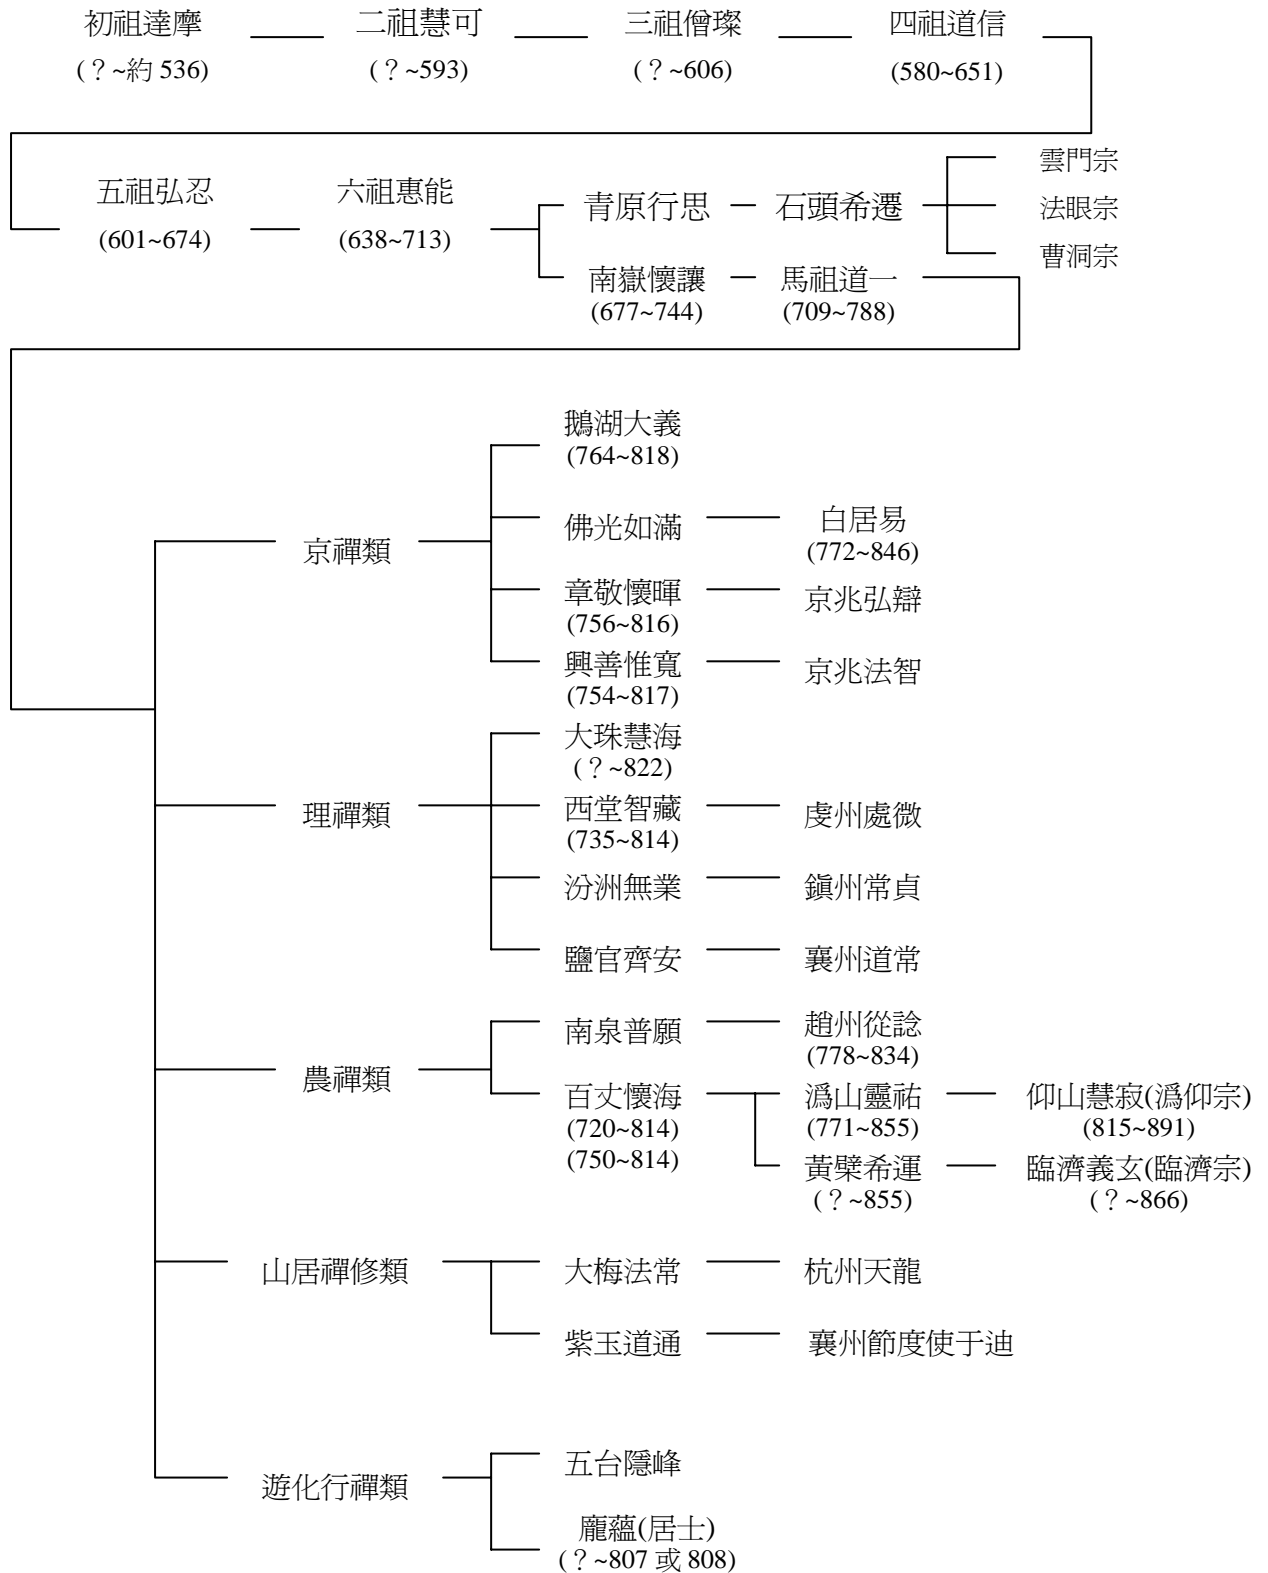 初祖達摩
(？~約 536)
二祖慧可
(？~593)
三祖僧璨
(？~606)
四祖道信
(580~651)
五祖弘忍
(601~674)
六祖惠能
(638~713)
青原行思
石頭希遷
雲門宗
法眼宗
曹洞宗
南嶽懷讓
(677~744)
馬祖道一
(709~788)
京禪類
鵝湖大義
(764~818)
佛光如滿
白居易
(772~846)
章敬懷暉
(756~816)
京兆弘辯
興善惟寬
(754~817)
京兆法智
理禪類
大珠慧海
(？~822)
西堂智藏
(735~814)
虔州處微
汾洲無業
鎮州常貞
鹽官齊安
襄州道常
農禪類
南泉普願
趙州從諗
(778~834)
百丈懷海
(720~814)
(750~814)
溈山靈祐
(771~855)
仰山慧寂(溈仰宗)
(815~891)
黃檗希運
(？~855)
臨濟義玄(臨濟宗)
(？~866)
山居禪修類
大梅法常
杭州天龍
紫玉道通
襄州節度使于迪
遊化行禪類
五台隱峰
龐蘊(居士)
(？~807 或 808)